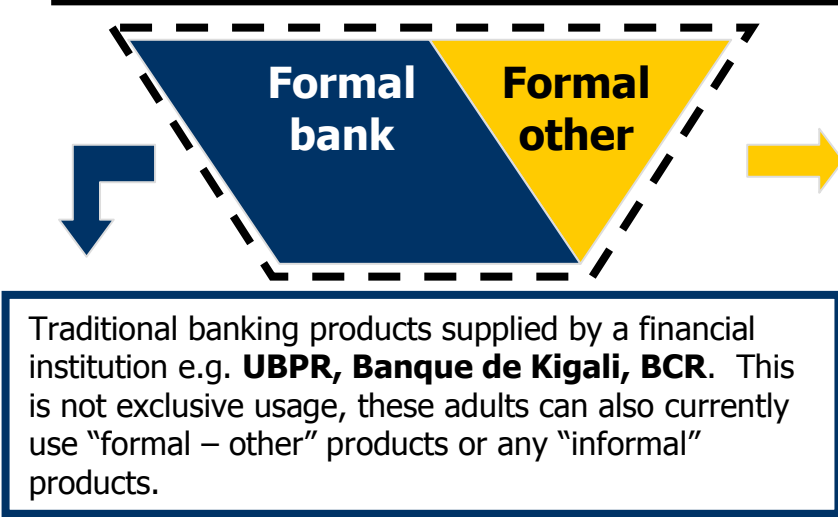 Formal
bank
Formal
other
Traditional banking products supplied by a financial
institution e.g. UBPR, Banque de Kigali, BCR.  This
is not exclusive usage, these adults can also currently
use “formal – other” products or any “informal”
products.